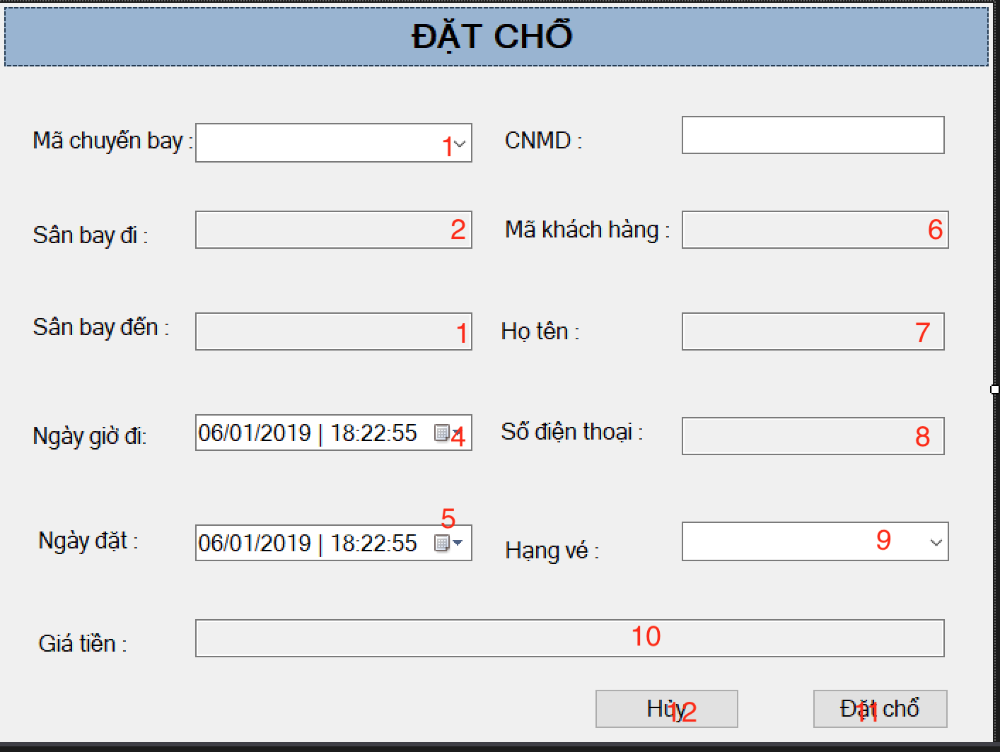 ĐẶT CHỖ
Mã chuyến bay : 1 CNMD :
Sân bay đi : 2 Mã khách hàng : 6
Sân bay đến : 1 Họ tên : 7
Ngày giờ đi: 06/01/2019 | 18:22:55 4 Số điện thoại : 8
5
Ngày đặt : 06/01/2019 | 18:22:55 Hạng vé : 9
Giá tiền : 10
Hủy 12 Đặt chổ 11